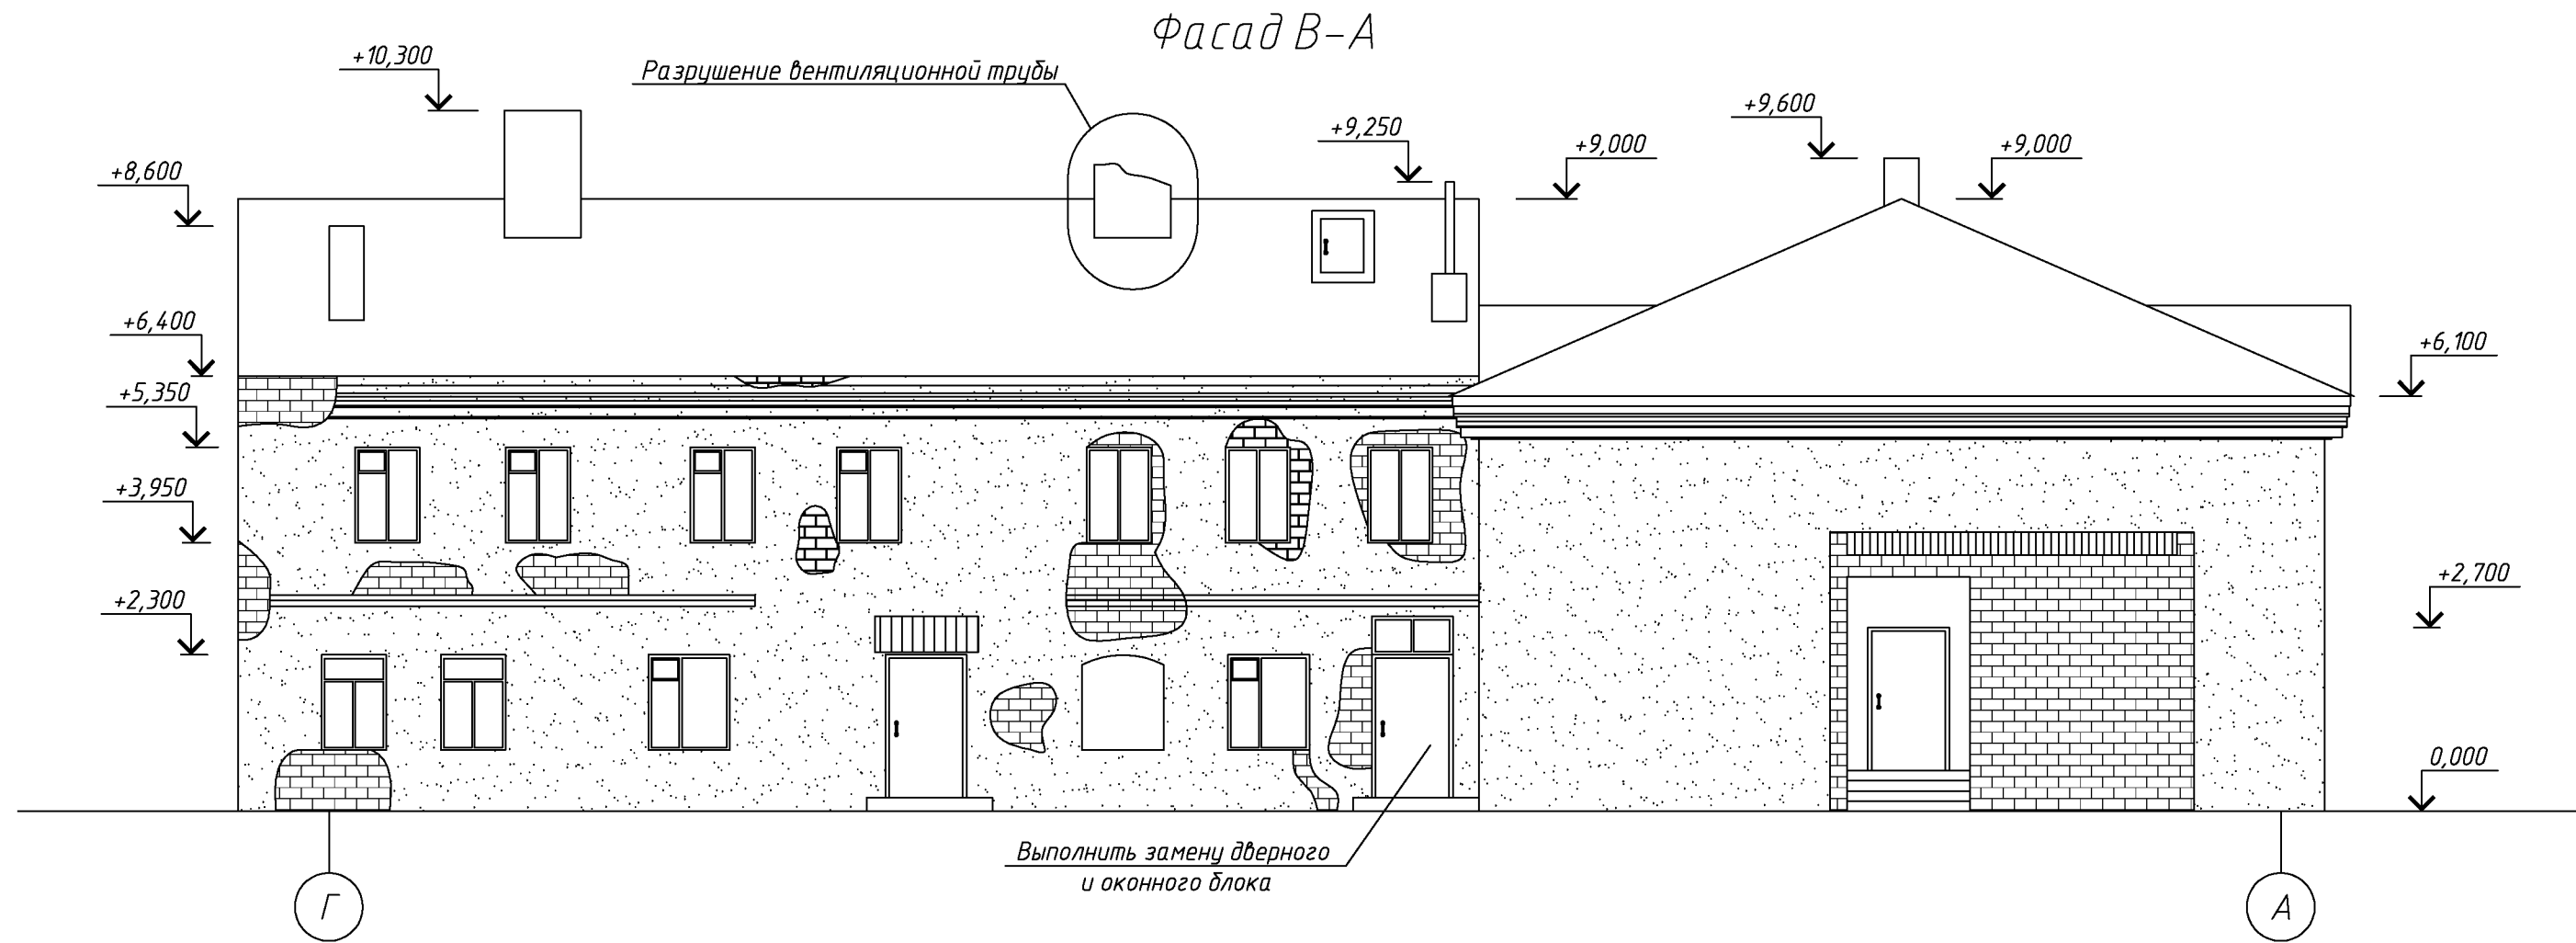 Фасад В-А
+10,300
Разрушение вентиляционной трубы
+9,600
+9,250
+9,000
+9,000
+8,600
+6,400
+6,100
+5,350
+3,950
+2,700
+2,300
0,000
Выполнить замену дверного
и оконного блока
Г
А